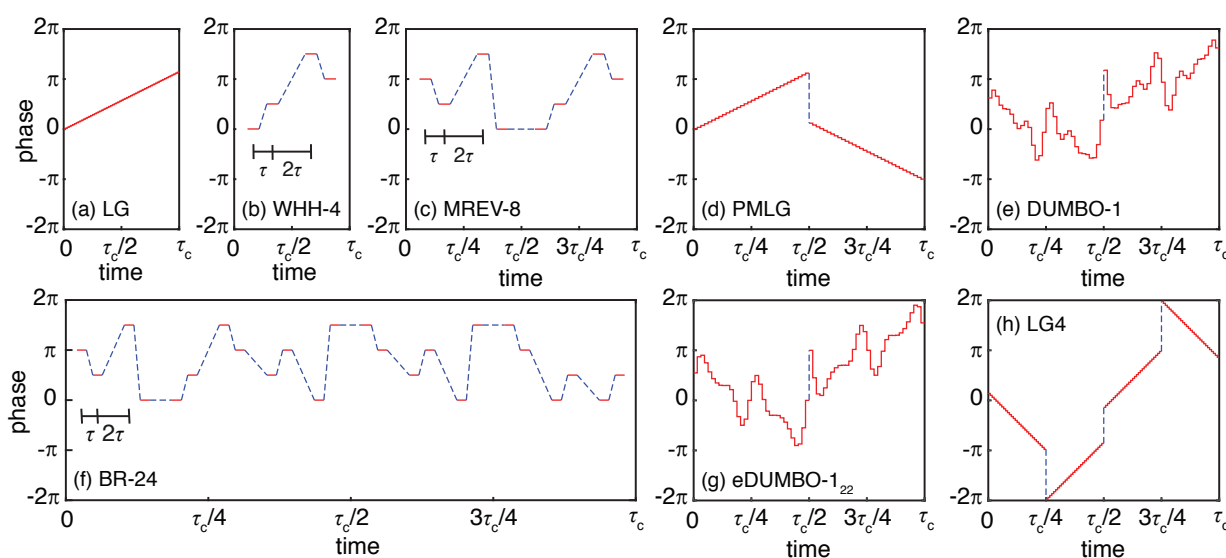 2π
π
0
-π
-2π
phase
(a) LG
0
τc/2
τc
time
τ 2τ
(b) WHH-4
0
τc/2
τc
time
2π
π
0
-π
-2π
τ 2τ
(c) MREV-8
0
τc/4
τc/2
3τc/4
τc
time
2π
π
0
-π
-2π
(d) PMLG
0
τc/4
τc/2
3τc/4
τc
time
2π
π
0
-π
-2π
(e) DUMBO-1
0
τc/4
τc/2
3τc/4
τc
time
2π
π
0
-π
-2π
phase
τ 2τ
(f) BR-24
0
τc/4
τc/2
3τc/4
τc
time
2π
π
0
-π
-2π
(g) eDUMBO-1₂₂
0
τc/4
τc/2
3τc/4
τc
time
2π
π
0
-π
-2π
(h) LG4
0
τc/4
τc/2
3τc/4
τc
time